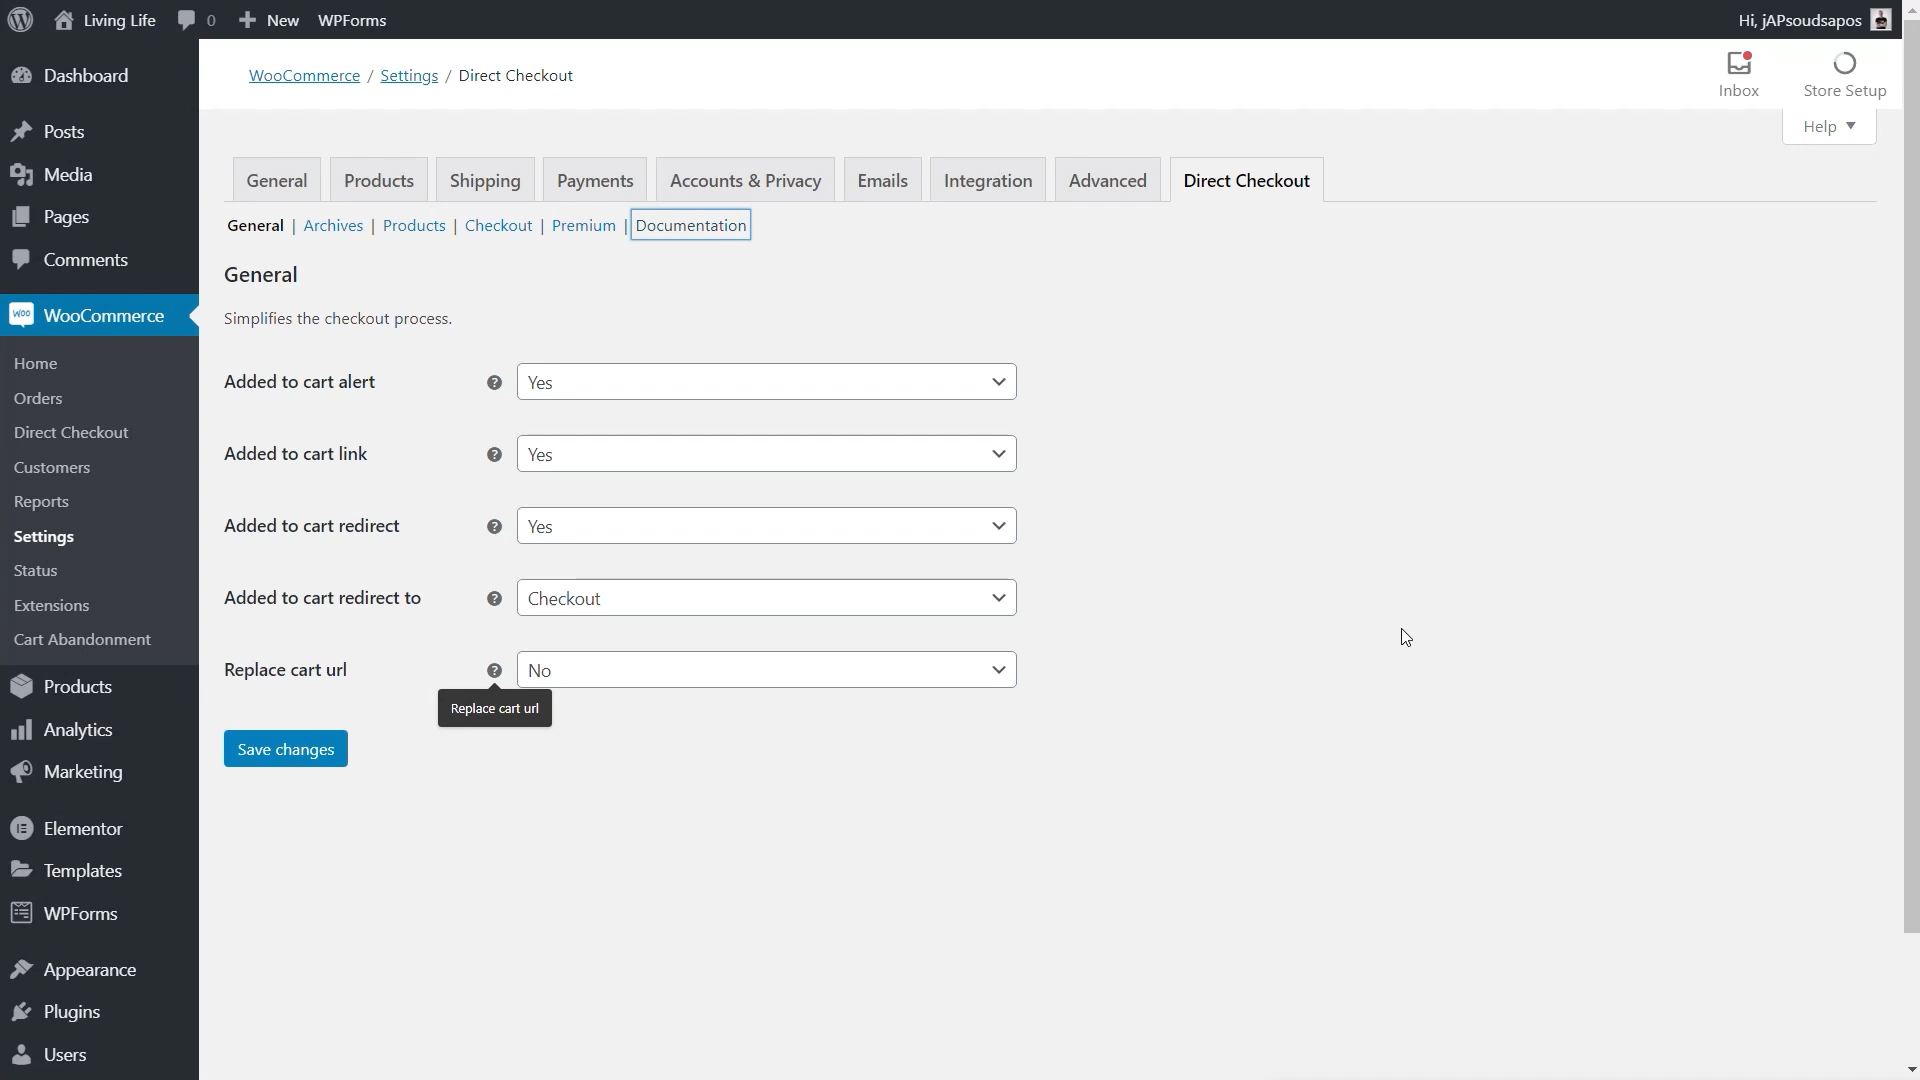 Living Life 0 New WPForms Hi, jAPsoudsapos
Dashboard
Posts
Media
Pages
Comments
WOO WooCommerce
Home
Orders
Direct Checkout
Customers
Reports
Settings
Status
Extensions
Cart Abandonment
Products
Analytics
Marketing
Elementor
Templates
WPForms
Appearance
Plugins
Users
WooCommerce / Settings / Direct Checkout
Inbox
Store Setup
Help
General Products Shipping Payments Accounts & Privacy Emails Integration Advanced Direct Checkout
General | Archives | Products | Checkout | Premium | Documentation
General
Simplifies the checkout process.
Added to cart alert ? Yes
Added to cart link ? Yes
Added to cart redirect ? Yes
Added to cart redirect to ? Checkout
Replace cart url ? No
Replace cart url
Save changes